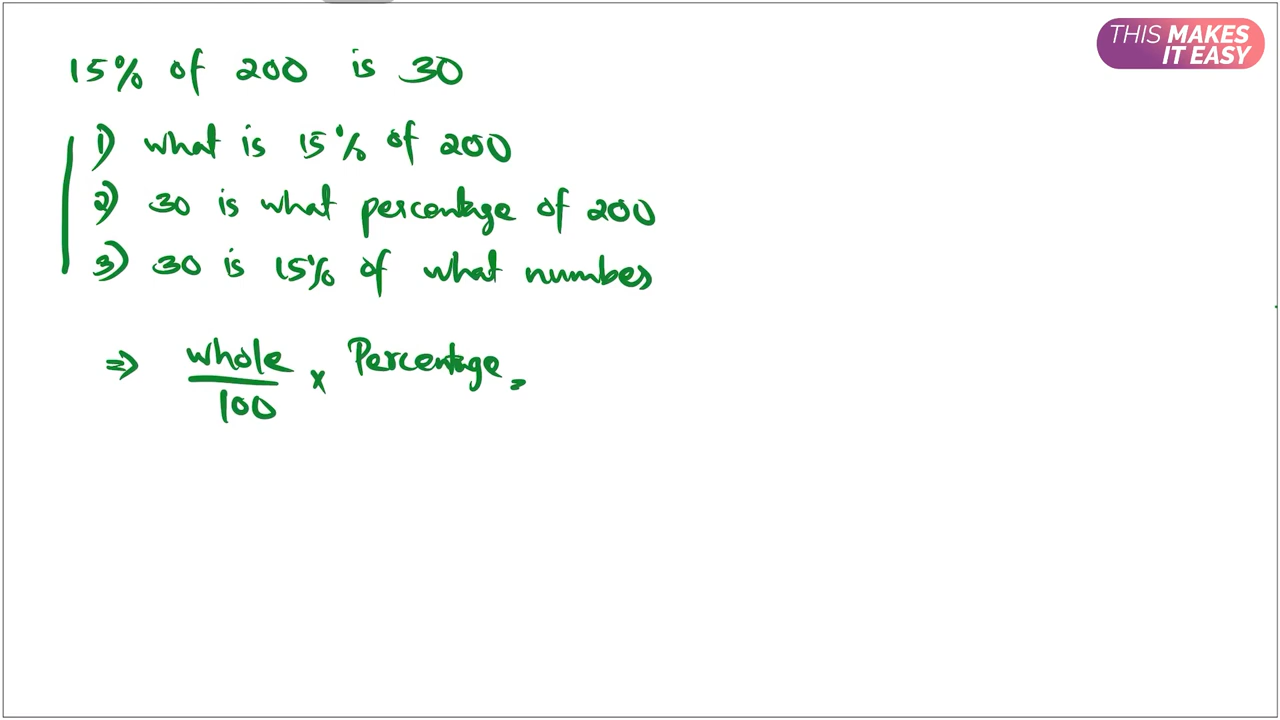 THIS MAKES
IT EASY
15% of 200 is 30
1) what is 15% of 200
2) 30 is what percentage of 200
3) 30 is 15% of what number
⇒ whole/100 × Percentage =